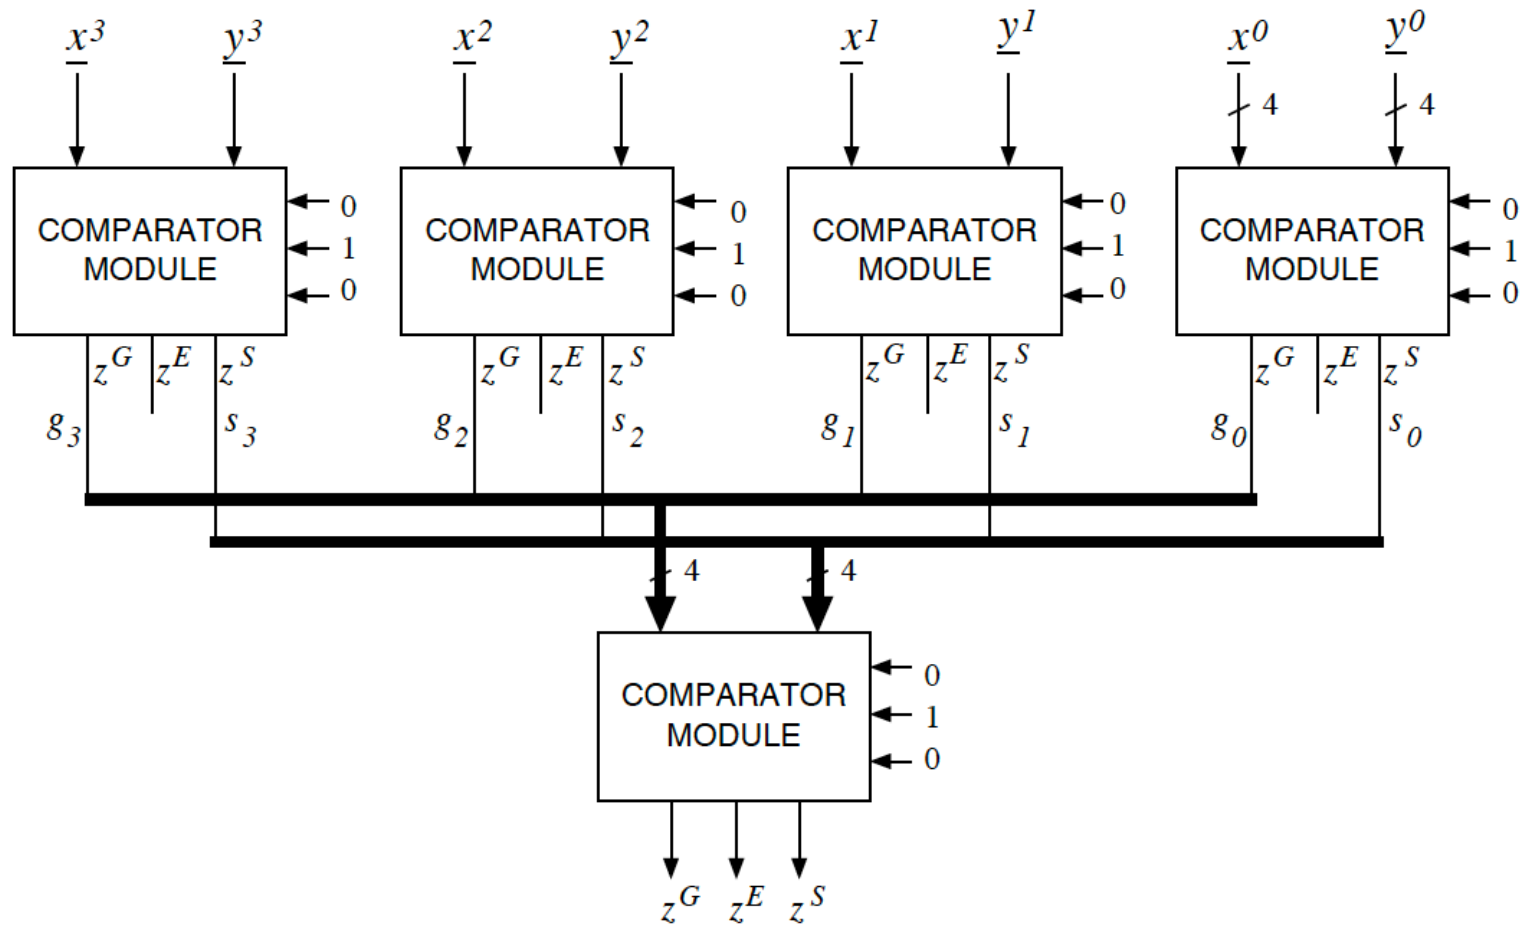 x3 y3 x2 y2 x1 y1 x0 y0
4 4
COMPARATOR MODULE 0 1 0
COMPARATOR MODULE 0 1 0
COMPARATOR MODULE 0 1 0
COMPARATOR MODULE 0 1 0
zG zE zS zG zE zS zG zE zS zG zE zS
g3 s3 g2 s2 g1 s1 g0 s0
4 4
COMPARATOR MODULE 0 1 0
zG zE zS